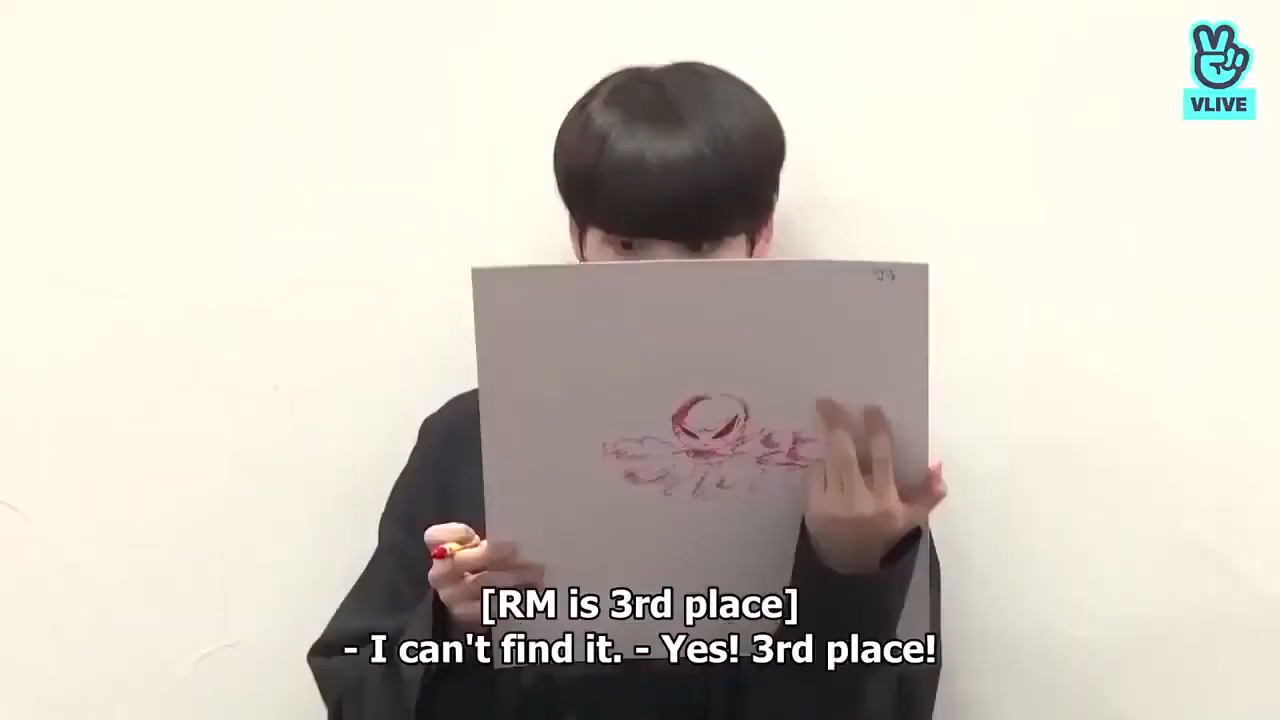 VLIVE
[RM is 3rd place]
- I can't find it. - Yes! 3rd place!